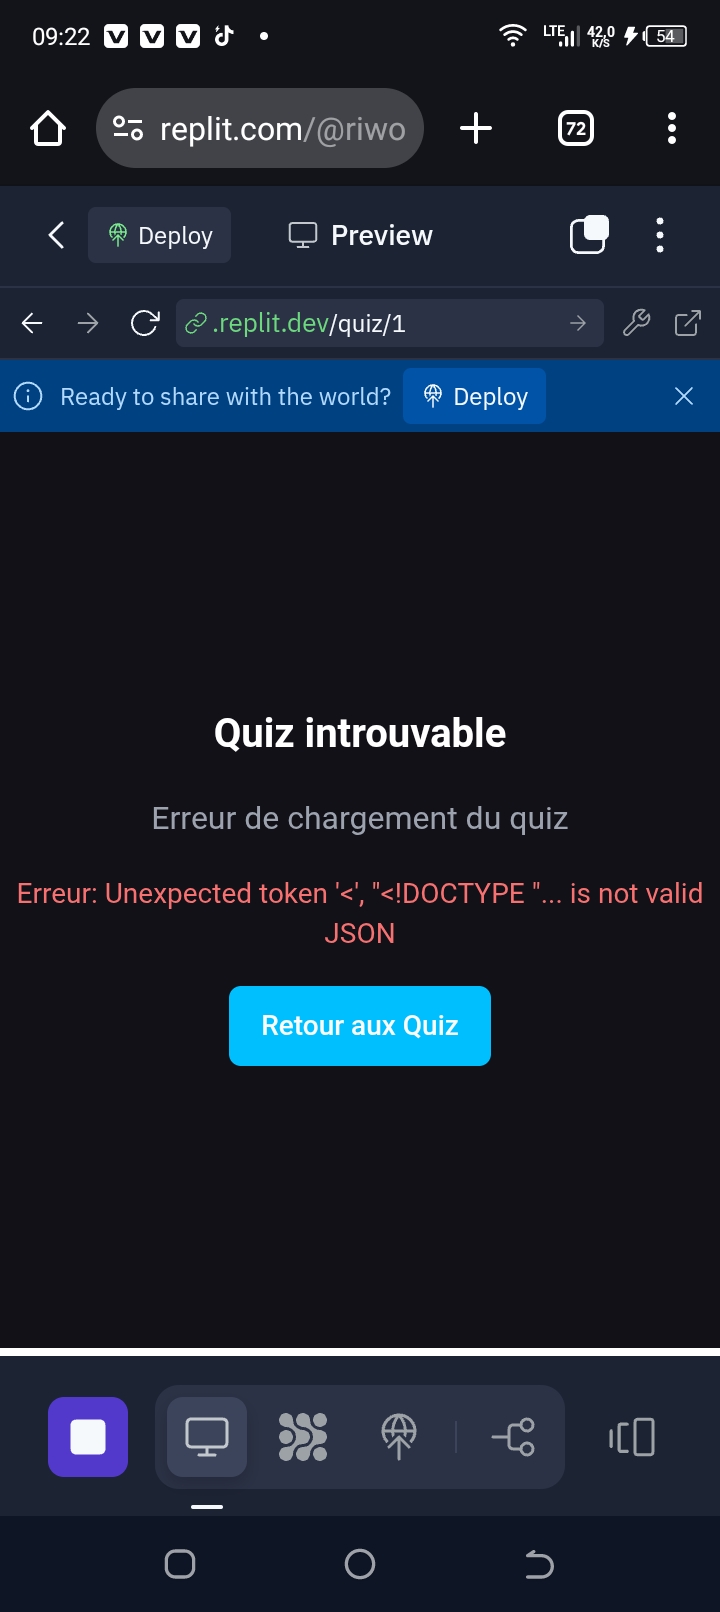 09:22
LTE
42,0
K/S
54
replit.com/@riwo
72
Deploy
Preview
.replit.dev/quiz/1
Ready to share with the world?
Deploy
Quiz introuvable
Erreur de chargement du quiz
Erreur: Unexpected token '<', "<!DOCTYPE "... is not valid
JSON
Retour aux Quiz